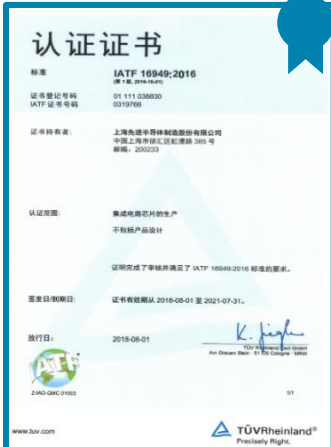 认证证书
标准 IATF 16949:2016
(第 1 版, 2016-10-01)
证书登记号码 01 111 038830
IATF 证书号码 0319766
证书持有者: 上海先进半导体制造股份有限公司
中国上海市徐汇区虹漕路 385 号
邮编: 200233
认证范围: 集成电路芯片的生产
不包括产品设计
证明完成了审核并满足了 IATF 16949:2016 标准的要求。
签发日/到期日: 证书有效期从 2018-08-01 至 2021-07-31。
放行日: 2018-08-01
TÜV Rheinland Cert GmbH
Am Grauen Stein · 51105 Cologne · NRW
IATF
2-IAO-QMC-01003
1/1
www.tuv.com
TÜVRheinland®
Precisely Right.